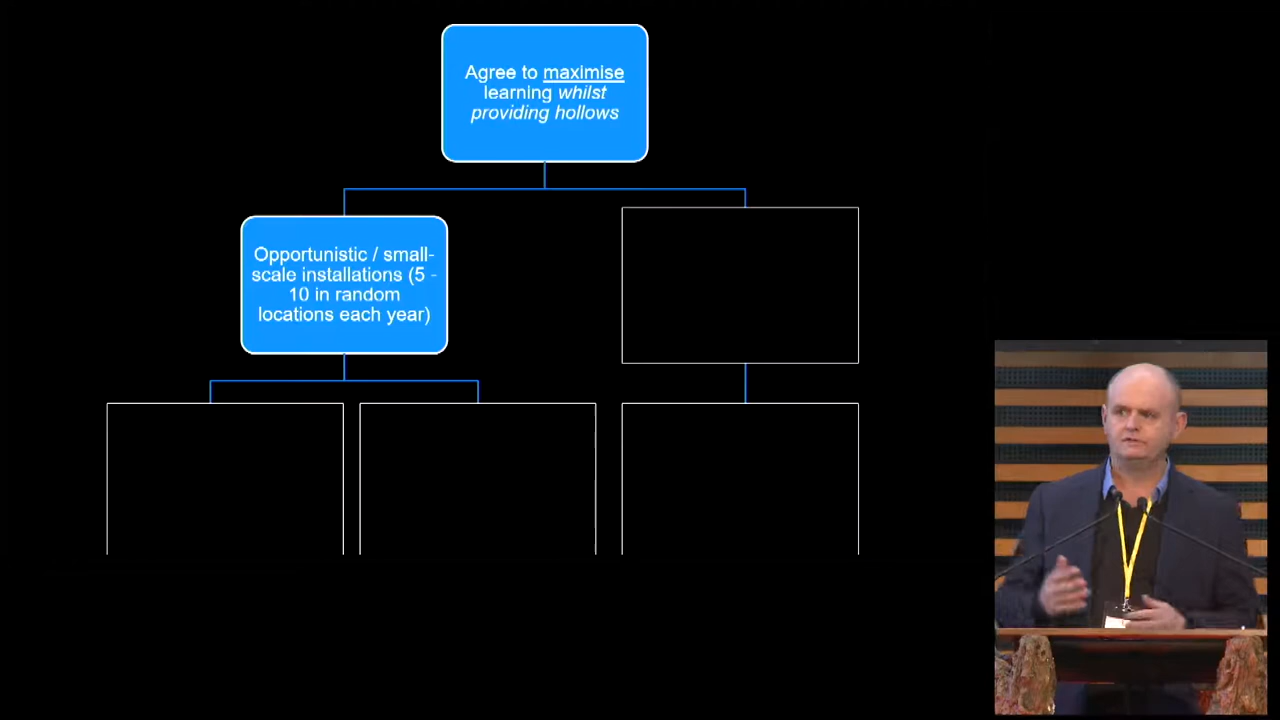 Agree to maximise
learning whilst
providing hollows
Opportunistic / small-
scale installations (5 -
10 in random
locations each year)